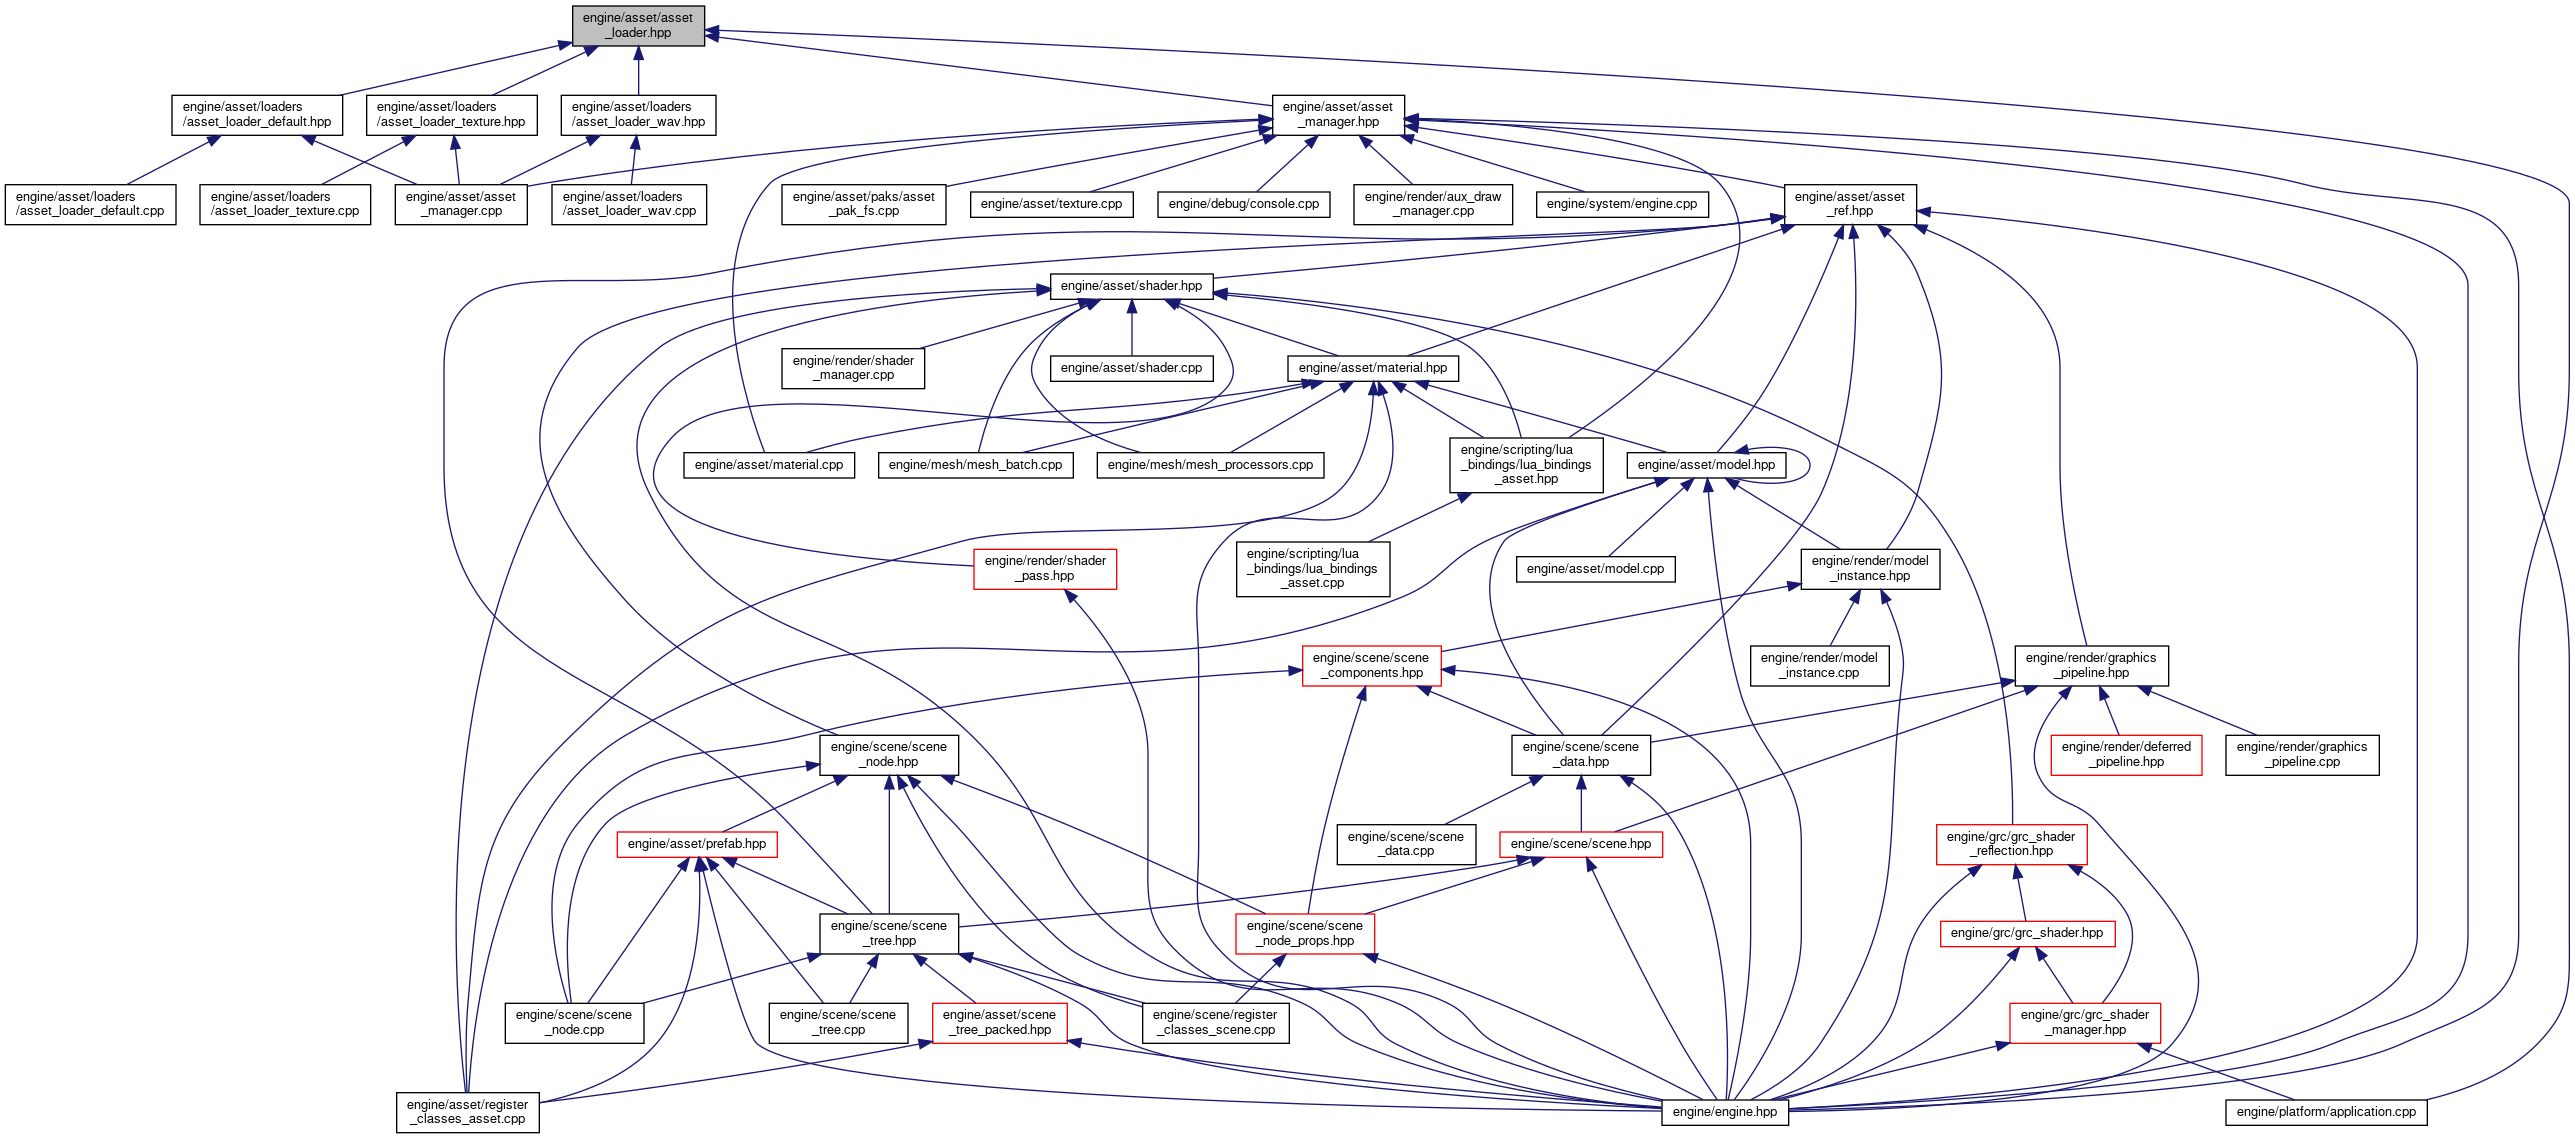 engine/asset/asset
_loader.hpp
engine/asset/loaders
/asset_loader_default.hpp
engine/asset/loaders
/asset_loader_texture.hpp
engine/asset/loaders
/asset_loader_wav.hpp
engine/asset/asset
_manager.hpp
engine/asset/loaders
/asset_loader_default.cpp
engine/asset/loaders
/asset_loader_texture.cpp
engine/asset/asset
_manager.cpp
engine/asset/loaders
/asset_loader_wav.cpp
engine/asset/paks/asset
_pak_fs.cpp
engine/asset/texture.cpp
engine/debug/console.cpp
engine/render/aux_draw
_manager.cpp
engine/system/engine.cpp
engine/asset/asset
_ref.hpp
engine/asset/shader.hpp
engine/render/shader
_manager.cpp
engine/asset/shader.cpp
engine/asset/material.hpp
engine/asset/material.cpp
engine/mesh/mesh_batch.cpp
engine/mesh/mesh_processors.cpp
engine/scripting/lua
_bindings/lua_bindings
_asset.hpp
engine/asset/model.hpp
engine/render/shader
_pass.hpp
engine/scripting/lua
_bindings/lua_bindings
_asset.cpp
engine/asset/model.cpp
engine/render/model
_instance.hpp
engine/scene/scene
_components.hpp
engine/render/model
_instance.cpp
engine/render/graphics
_pipeline.hpp
engine/scene/scene
_node.hpp
engine/scene/scene
_data.hpp
engine/render/deferred
_pipeline.hpp
engine/render/graphics
_pipeline.cpp
engine/asset/prefab.hpp
engine/scene/scene
_data.cpp
engine/scene/scene.hpp
engine/grc/grc_shader
_reflection.hpp
engine/scene/scene
_tree.hpp
engine/scene/scene
_node_props.hpp
engine/grc/grc_shader.hpp
engine/scene/scene
_node.cpp
engine/scene/scene
_tree.cpp
engine/asset/scene
_tree_packed.hpp
engine/scene/register
_classes_scene.cpp
engine/grc/grc_shader
_manager.hpp
engine/asset/register
_classes_asset.cpp
engine/engine.hpp
engine/platform/application.cpp